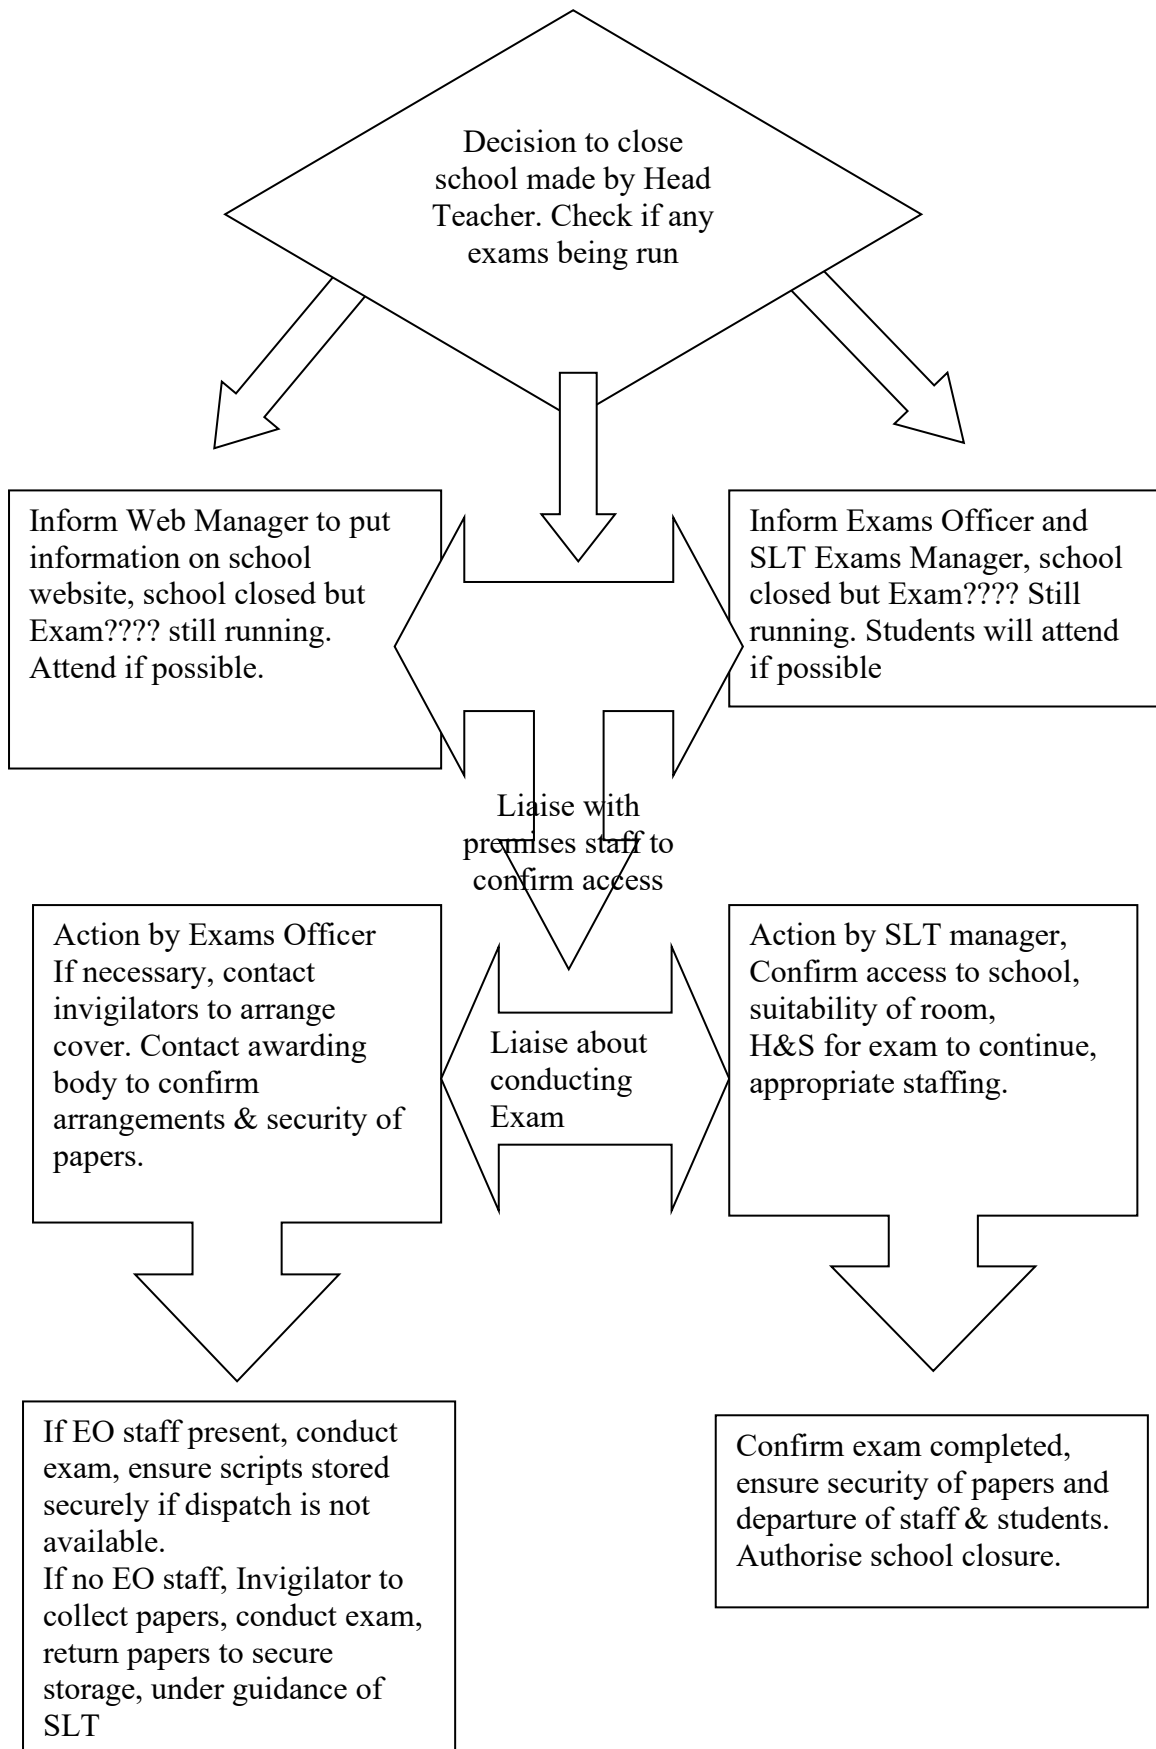 Decision to close
school made by Head
Teacher. Check if any
exams being run
Inform Web Manager to put
information on school
website, school closed but
Exam???? still running.
Attend if possible.
Inform Exams Officer and
SLT Exams Manager, school
closed but Exam???? Still
running. Students will attend
if possible
Liaise with
premises staff to
confirm access
Action by Exams Officer
If necessary, contact
invigilators to arrange
cover. Contact awarding
body to confirm
arrangements & security of
papers.
Liaise about
conducting
Exam
Action by SLT manager,
Confirm access to school,
suitability of room,
H&S for exam to continue,
appropriate staffing.
If EO staff present, conduct
exam, ensure scripts stored
securely if dispatch is not
available.
If no EO staff, Invigilator to
collect papers, conduct exam,
return papers to secure
storage, under guidance of
SLT
Confirm exam completed,
ensure security of papers and
departure of staff & students.
Authorise school closure.